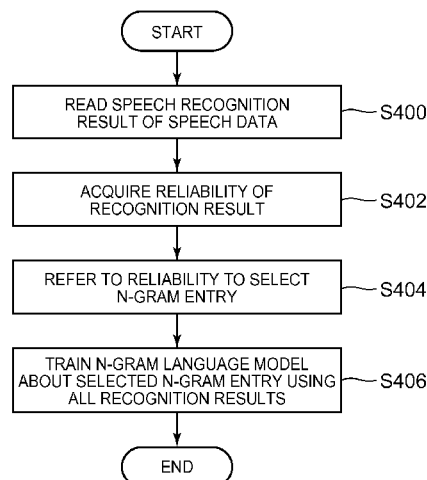 START
READ SPEECH RECOGNITION
RESULT OF SPEECH DATA
S400
ACQUIRE RELIABILITY OF
RECOGNITION RESULT
S402
REFER TO RELIABILITY TO SELECT
N-GRAM ENTRY
S404
TRAIN N-GRAM LANGUAGE MODEL
ABOUT SELECTED N-GRAM ENTRY USING
ALL RECOGNITION RESULTS
S406
END